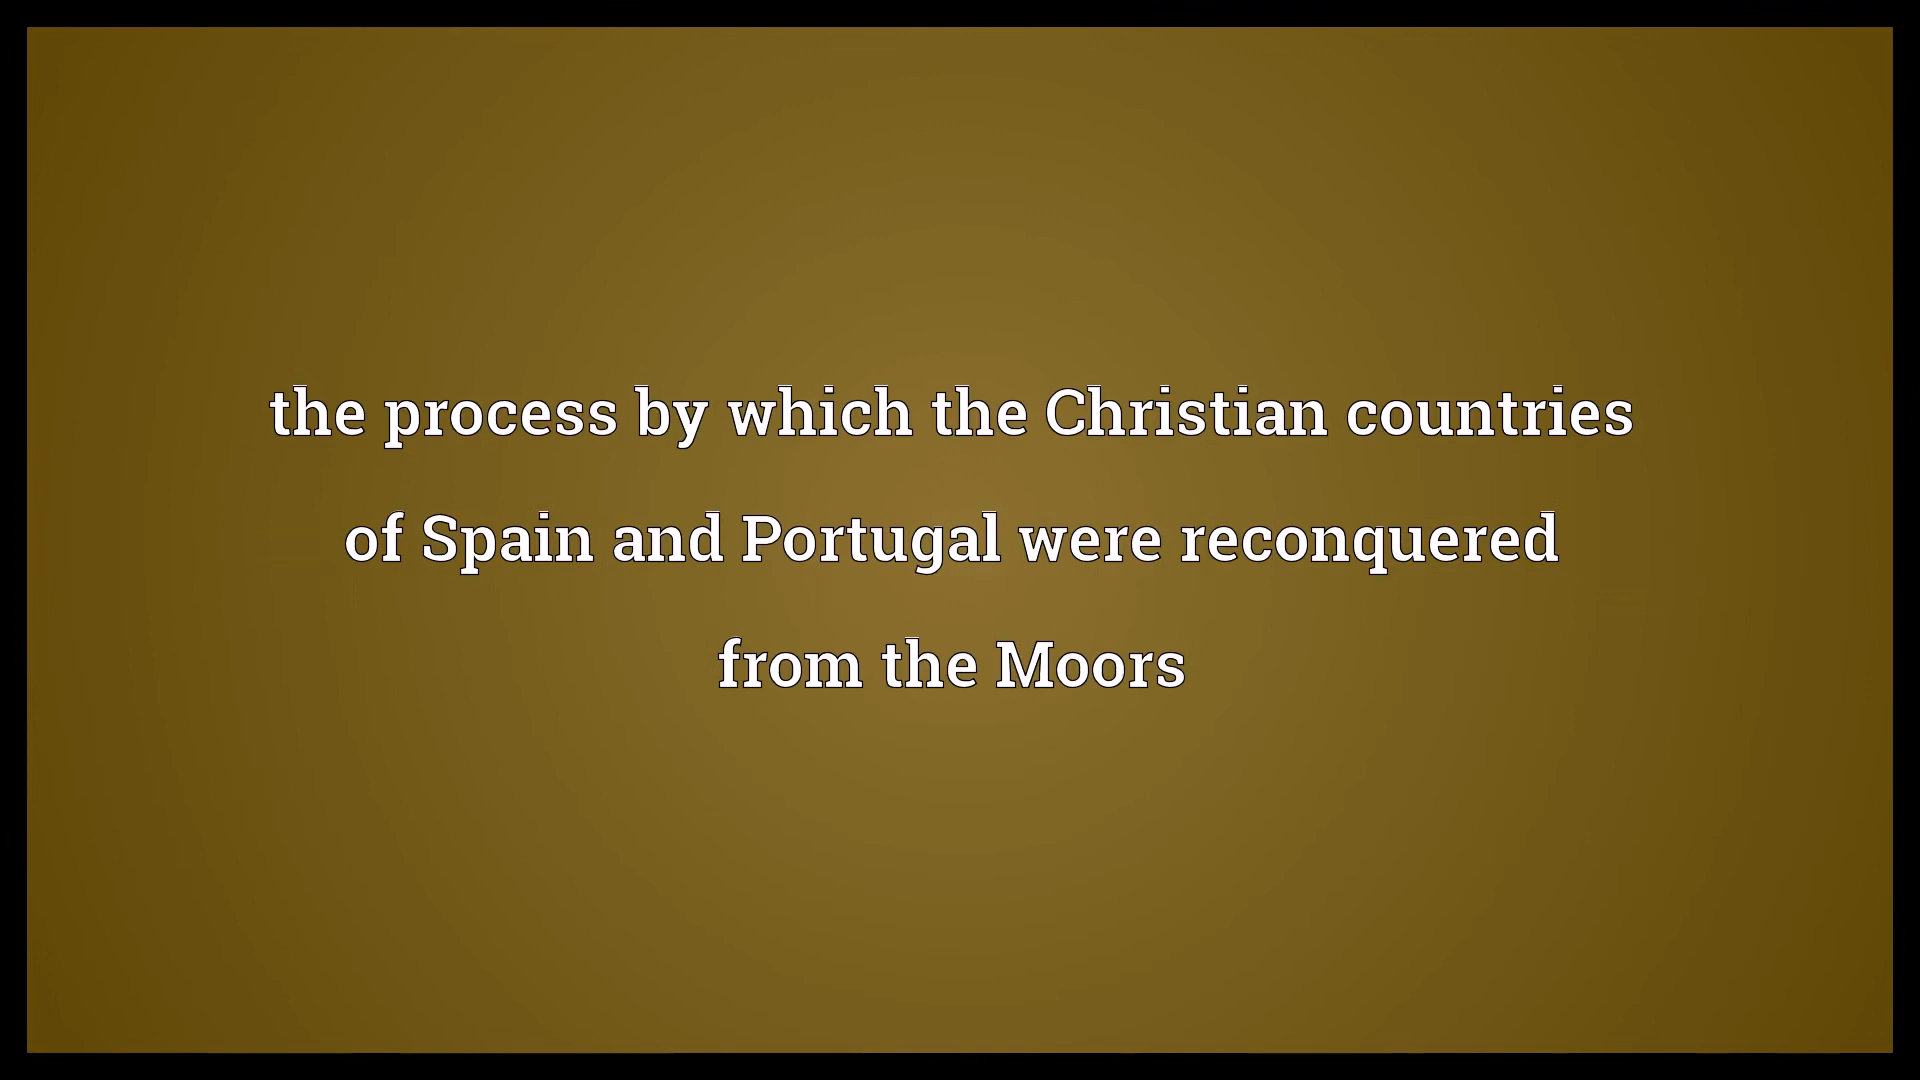 the process by which the Christian countries
of Spain and Portugal were reconquered
from the Moors